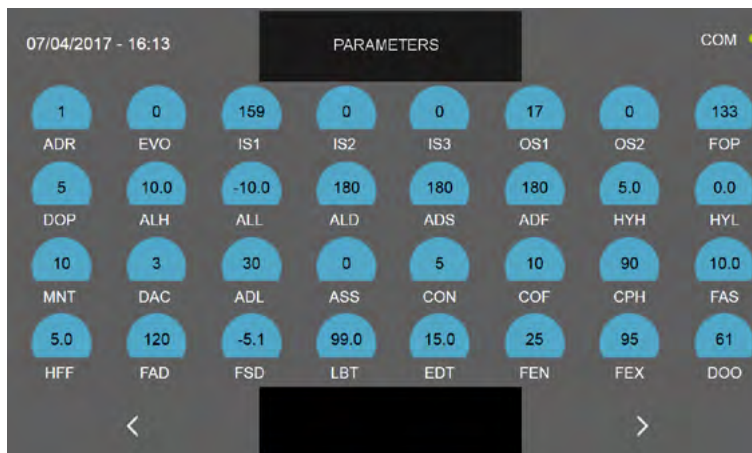 07/04/2017 - 16:13 PARAMETERS COM
1 0 159 0 0 17 0 133
ADR EVO IS1 IS2 IS3 OS1 OS2 FOP
5 10.0 -10.0 180 180 180 5.0 0.0
DOP ALH ALL ALD ADS ADF HYH HYL
10 3 30 0 5 10 90 10.0
MNT DAC ADL ASS CON COF CPH FAS
5.0 120 -5.1 99.0 15.0 25 95 61
HFF FAD FSD LBT EDT FEN FEX DOO